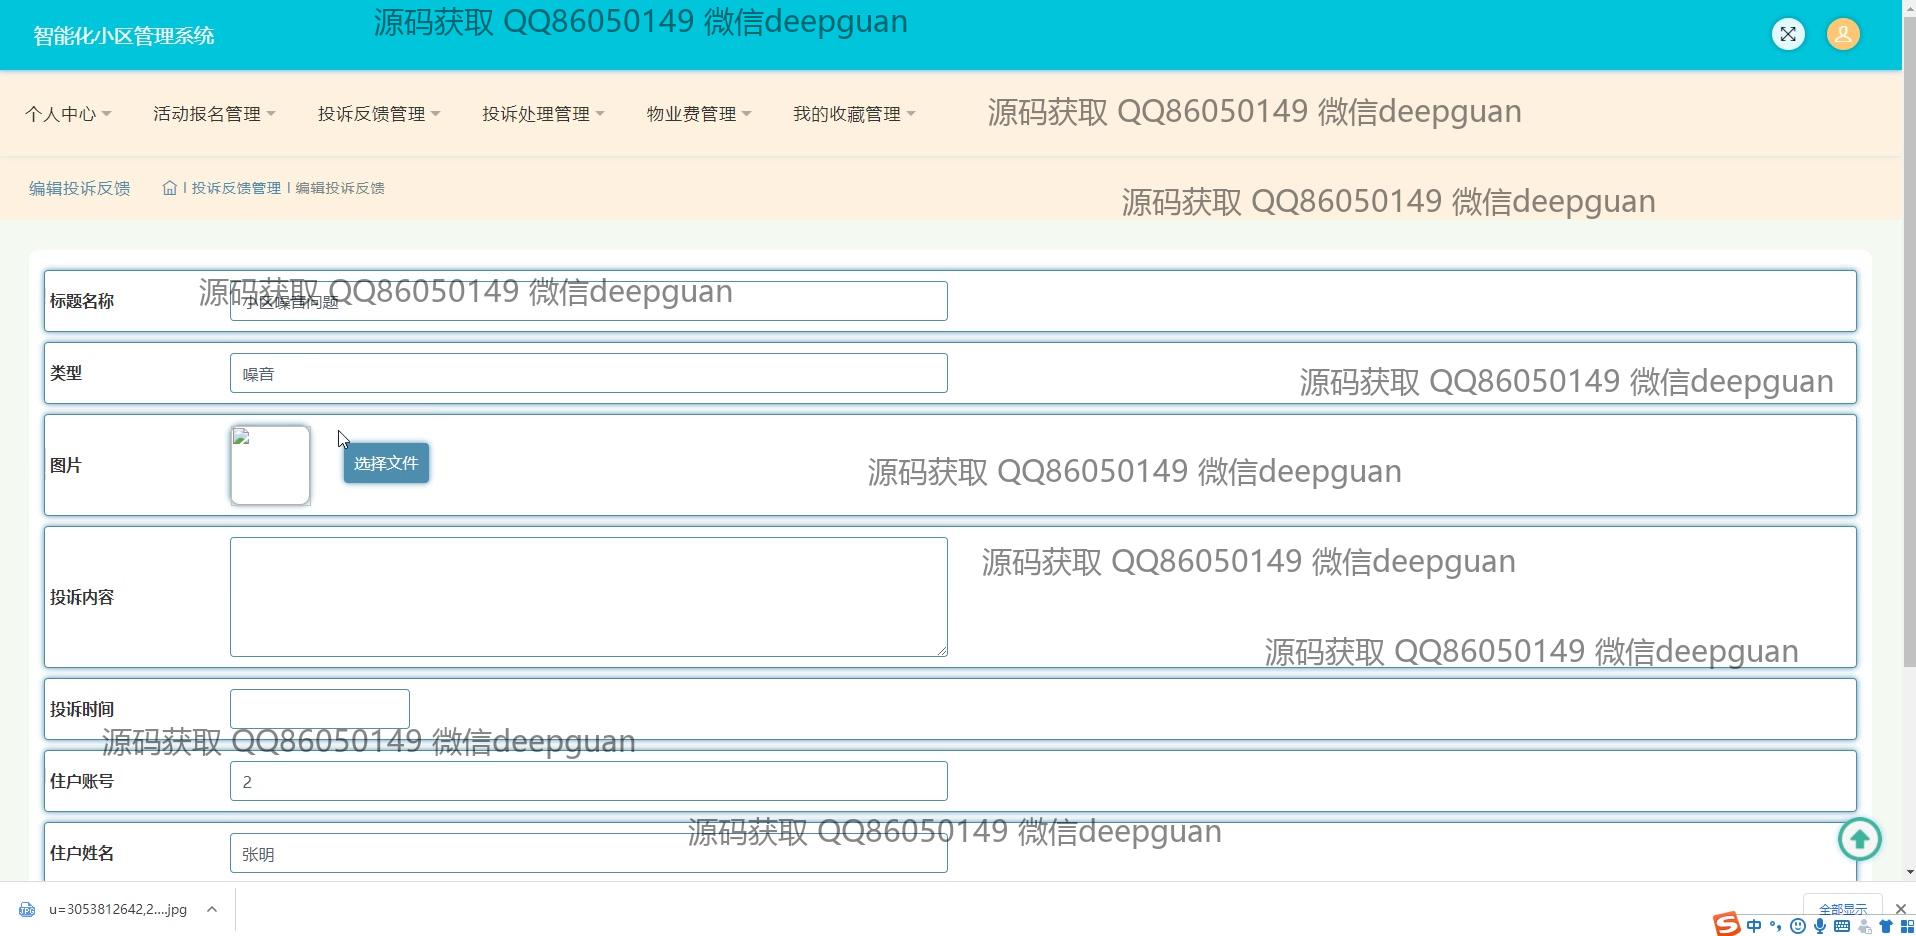 智能化小区管理系统
源码获取 QQ86050149 微信deepguan
个人中心 活动报名管理 投诉反馈管理 投诉处理管理 物业费管理 我的收藏管理
源码获取 QQ86050149 微信deepguan
编辑投诉反馈 | 投诉反馈管理 | 编辑投诉反馈
源码获取 QQ86050149 微信deepguan
标题名称 小区噪音问题
源码获取 QQ86050149 微信deepguan
类型 噪音
源码获取 QQ86050149 微信deepguan
图片 选择文件
源码获取 QQ86050149 微信deepguan
源码获取 QQ86050149 微信deepguan
投诉内容
源码获取 QQ86050149 微信deepguan
投诉时间
源码获取 QQ86050149 微信deepguan
住户账号 2
源码获取 QQ86050149 微信deepguan
住户姓名 张明
u=3053812642,2....jpg
全部显示
中